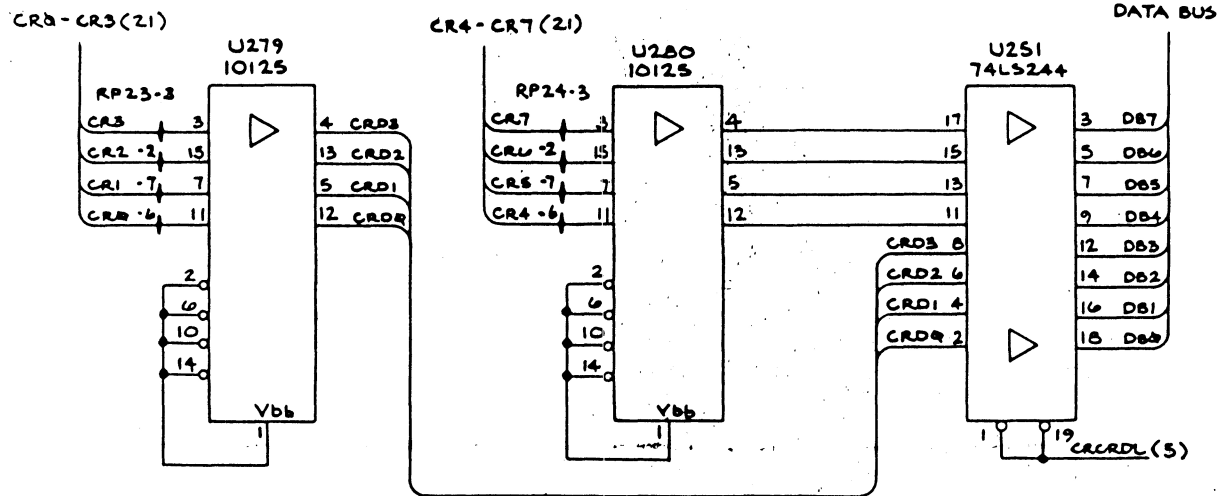 CR0-CR3(21)
CR4-CR7(21)
DATA BUS
U279
10125
RP23-3
CR3 3
CR2 -2 15
CR1 -7 7
CR0 -6 11
4 CRD3
13 CRD2
5 CRD1
12 CRD0
2
6
10
14
Vbb
1
U280
10125
RP24-3
CR7 3
CR6 -2 15
CR5 -7 7
CR4 -6 11
4
13
5
12
2
6
10
14
Vbb
1
U251
74LS244
17
15
13
11
CRD3 8
CRD2 6
CRD1 4
CRD0 2
3 DB7
5 DB6
7 DB5
9 DB4
12 DB3
14 DB2
16 DB1
18 DB0
1
19
CRCRDL (5)